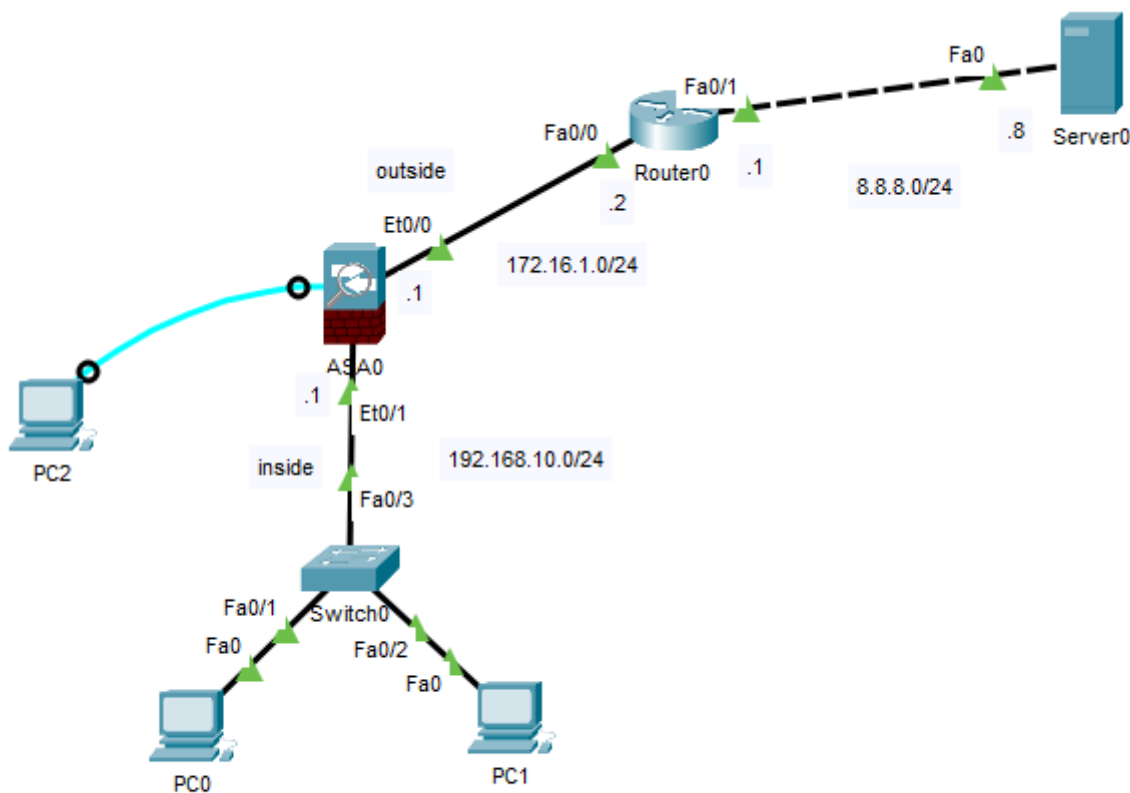 Fa0
Fa0/1
Server0
.8
Fa0/0
Router0
.1
outside
8.8.8.0/24
.2
Et0/0
172.16.1.0/24
.1
ASA0
.1
Et0/1
PC2
inside
192.168.10.0/24
Fa0/3
Switch0
Fa0/1
Fa0
Fa0/2
Fa0
PC0
PC1